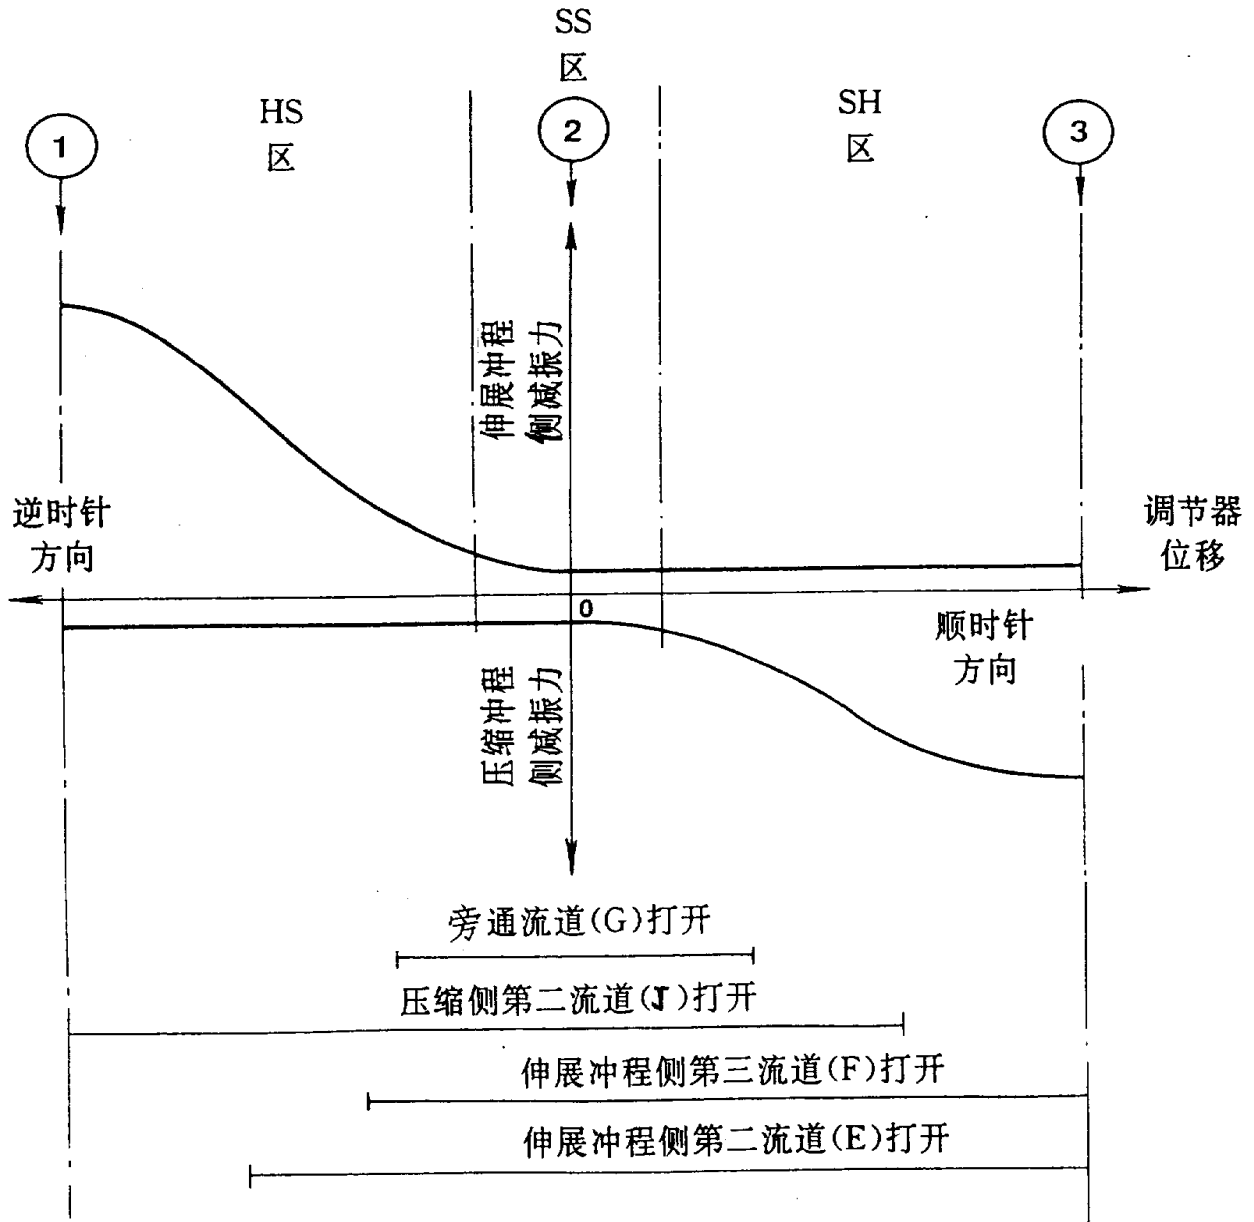 SS
区
HS
区
SH
区
1
2
3
伸展冲程
侧减振力
逆时针
方向
调节器
位移
0
顺时针
方向
压缩冲程
侧减振力
旁通流道(G)打开
压缩侧第二流道(J)打开
伸展冲程侧第三流道(F)打开
伸展冲程侧第二流道(E)打开